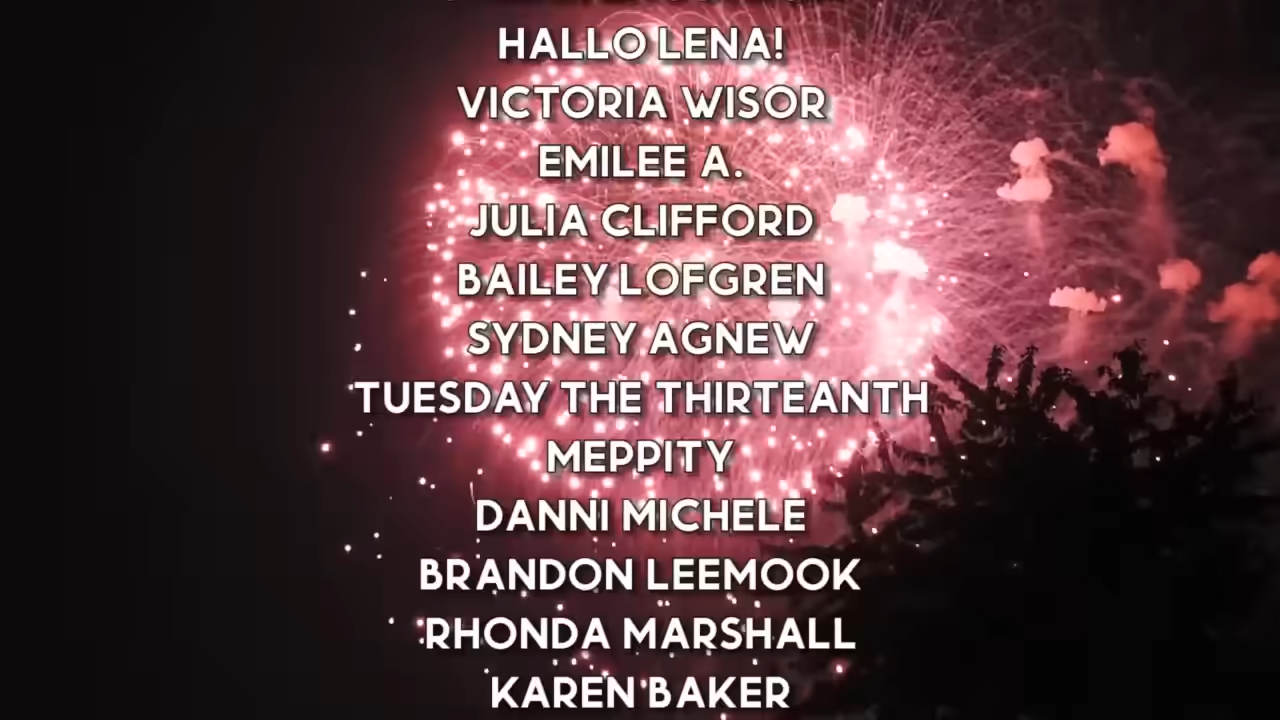 HALLO LENA!
VICTORIA WISOR
EMILEE A.
JULIA CLIFFORD
BAILEY LOFGREN
SYDNEY AGNEW
TUESDAY THE THIRTEANTH
MEPPITY
DANNI MICHELE
BRANDON LEEMOOK
RHONDA MARSHALL
KAREN BAKER